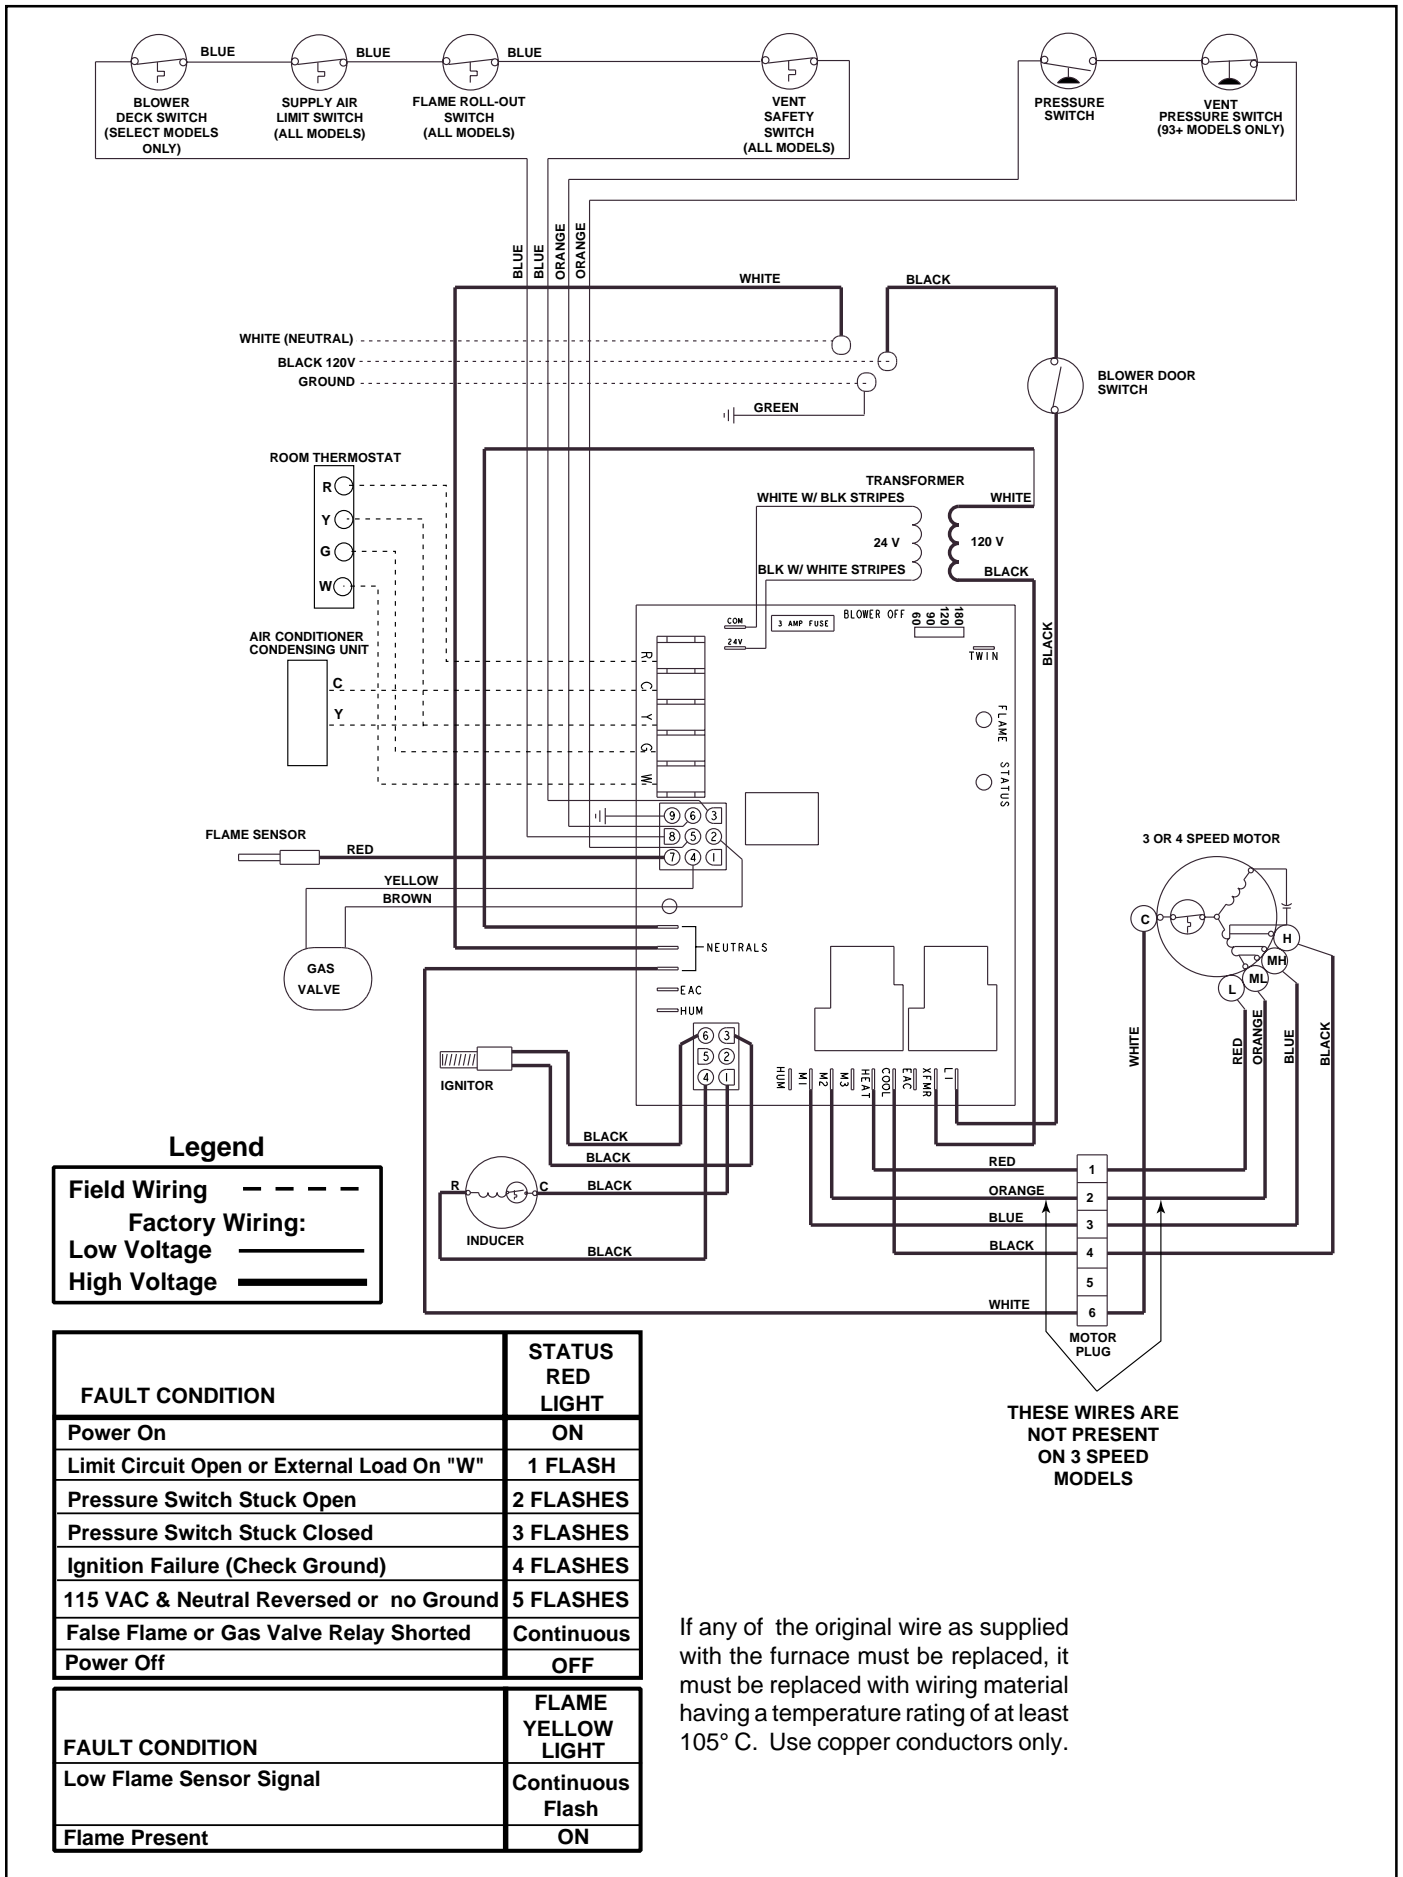 BLUE
BLUE
BLUE
BLOWER
DECK SWITCH
(SELECT MODELS
ONLY)
SUPPLY AIR
LIMIT SWITCH
(ALL MODELS)
FLAME ROLL-OUT
SWITCH
(ALL MODELS)
VENT
SAFETY
SWITCH
(ALL MODELS)
PRESSURE
SWITCH
VENT
PRESSURE SWITCH
(93+ MODELS ONLY)
BLUE
BLUE
ORANGE
ORANGE
WHITE
BLACK
WHITE (NEUTRAL)
BLACK 120V
GROUND
GREEN
BLOWER DOOR
SWITCH
ROOM THERMOSTAT
R
Y
G
W
TRANSFORMER
WHITE W/ BLK STRIPES
WHITE
24 V
120 V
BLK W/ WHITE STRIPES
BLACK
AIR CONDITIONER
CONDENSING UNIT
C
Y
COM
24V
3 AMP FUSE
BLOWER OFF
60
90
120
180
TWIN
BLACK
R
C
Y
G
W
FLAME
STATUS
9 6 3
8 5 2
7 4 1
FLAME SENSOR
RED
YELLOW
BROWN
GAS
VALVE
NEUTRALS
EAC
HUM
3 OR 4 SPEED MOTOR
C
H
MH
ML
L
WHITE
RED
ORANGE
BLUE
BLACK
6 3
5 2
4 1
IGNITOR
HUM
M1
M2
M3
HEAT
COOL
EAC
XFMR
L1
BLACK
BLACK
R
C
BLACK
INDUCER
BLACK
RED
ORANGE
BLUE
BLACK
WHITE
1
2
3
4
5
6
MOTOR
PLUG
THESE WIRES ARE
NOT PRESENT
ON 3 SPEED
MODELS
Legend
Field Wiring
Factory Wiring:
Low Voltage
High Voltage
FAULT CONDITION
STATUS
RED
LIGHT
Power On ON
Limit Circuit Open or External Load On "W" 1 FLASH
Pressure Switch Stuck Open 2 FLASHES
Pressure Switch Stuck Closed 3 FLASHES
Ignition Failure (Check Ground) 4 FLASHES
115 VAC & Neutral Reversed or no Ground 5 FLASHES
False Flame or Gas Valve Relay Shorted Continuous
Power Off OFF
FAULT CONDITION
FLAME
YELLOW
LIGHT
Low Flame Sensor Signal Continuous
Flash
Flame Present ON
If any of the original wire as supplied
with the furnace must be replaced, it
must be replaced with wiring material
having a temperature rating of at least
105° C. Use copper conductors only.